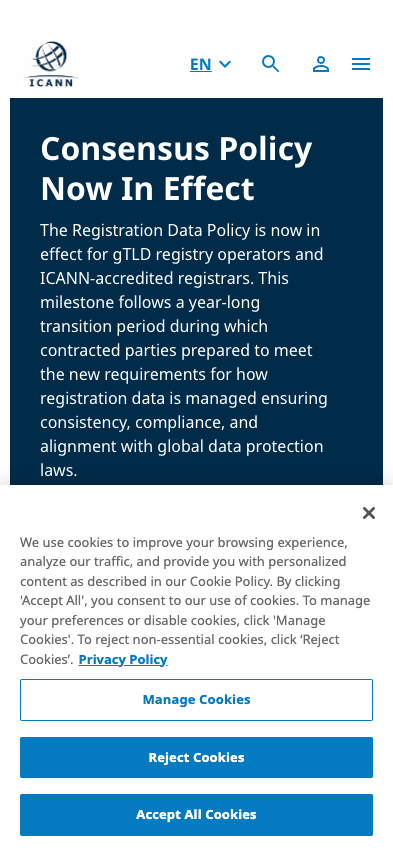 ICANN
EN
Consensus Policy
Now In Effect
The Registration Data Policy is now in
effect for gTLD registry operators and
ICANN-accredited registrars. This
milestone follows a year-long
transition period during which
contracted parties prepared to meet
the new requirements for how
registration data is managed ensuring
consistency, compliance, and
alignment with global data protection
laws.
We use cookies to improve your browsing experience,
analyze our traffic, and provide you with personalized
content as described in our Cookie Policy. By clicking
'Accept All', you consent to our use of cookies. To manage
your preferences or disable cookies, click 'Manage
Cookies'. To reject non-essential cookies, click ‘Reject
Cookies’. Privacy Policy
Manage Cookies
Reject Cookies
Accept All Cookies